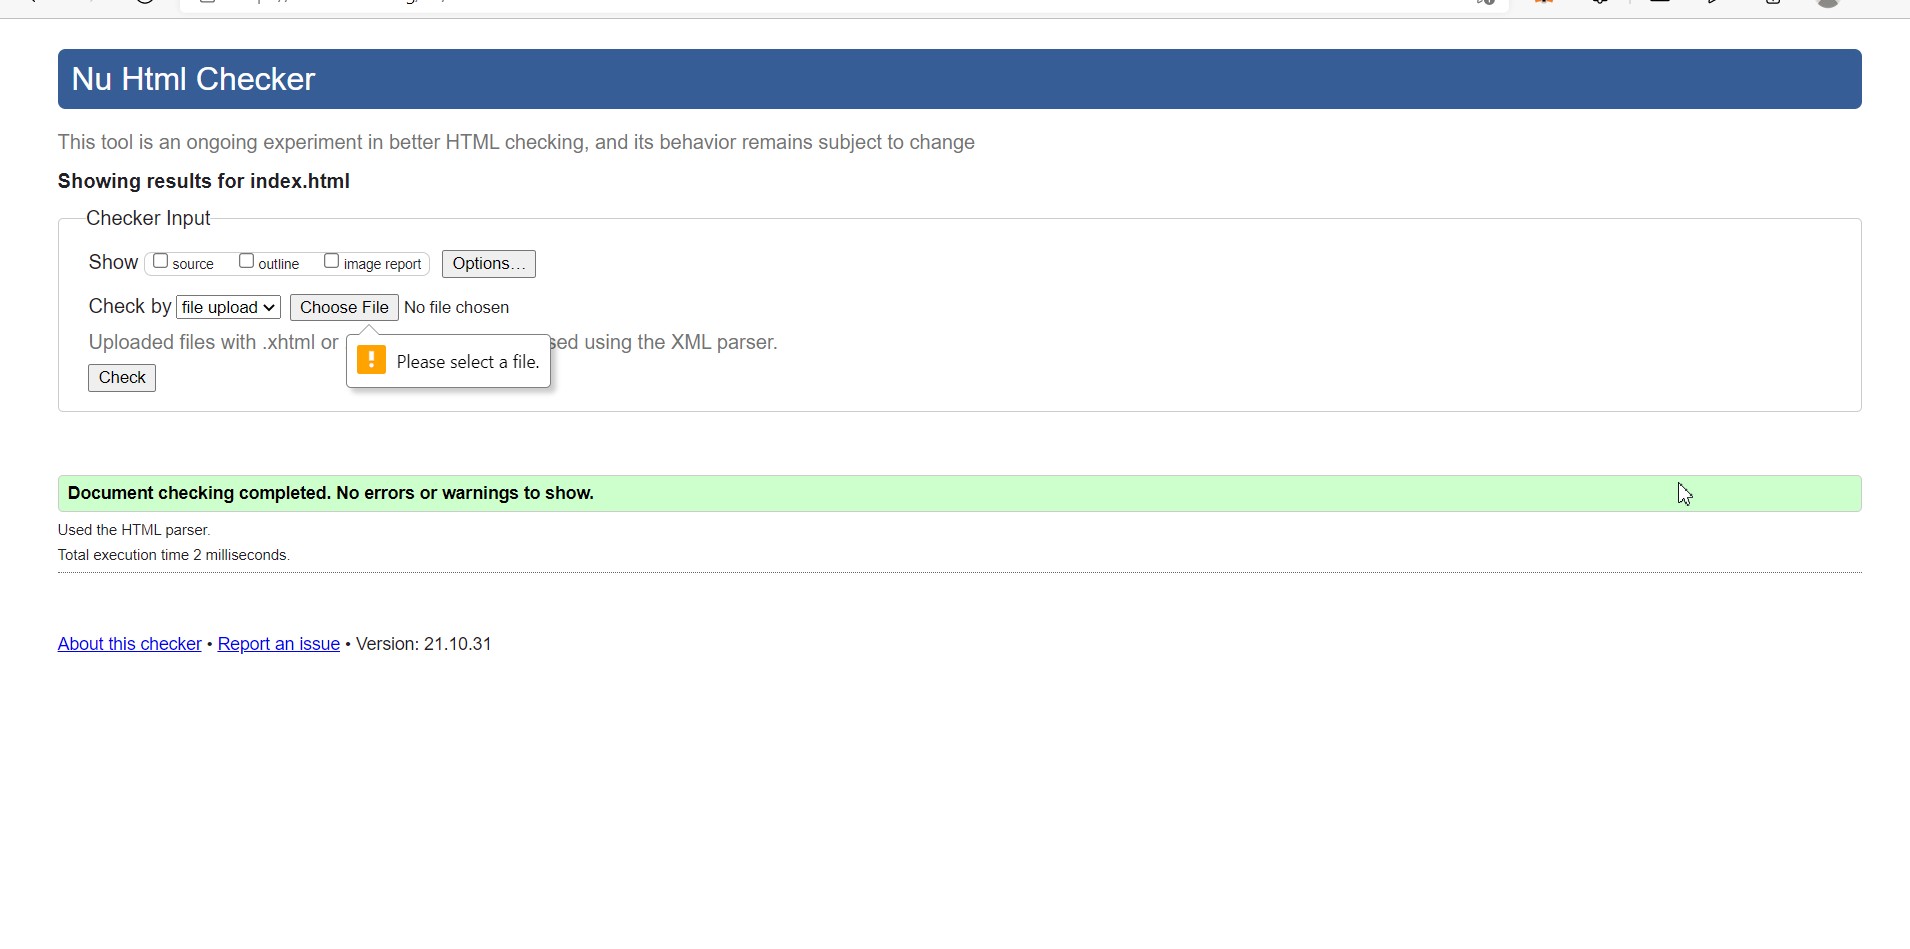 Nu Html Checker
This tool is an ongoing experiment in better HTML checking, and its behavior remains subject to change
Showing results for index.html
Checker Input
Show source outline image report Options...
Check by file upload Choose File No file chosen
Uploaded files with .xhtml or sed using the XML parser.
Please select a file.
Check
Document checking completed. No errors or warnings to show.
Used the HTML parser.
Total execution time 2 milliseconds.
About this checker • Report an issue • Version: 21.10.31